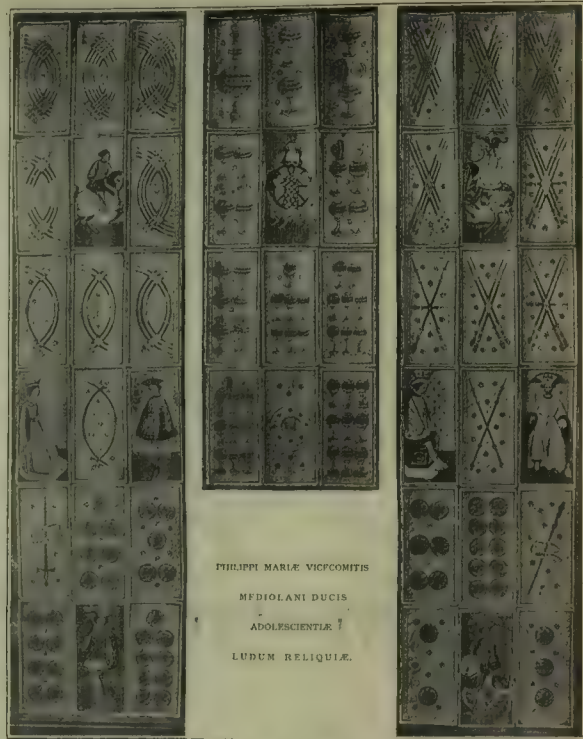 PHILIPPI MARIÆ VICECOMITIS
MEDIOLANI DUCIS
ADOLESCENTIÆ
LUDUM RELIQUIÆ.